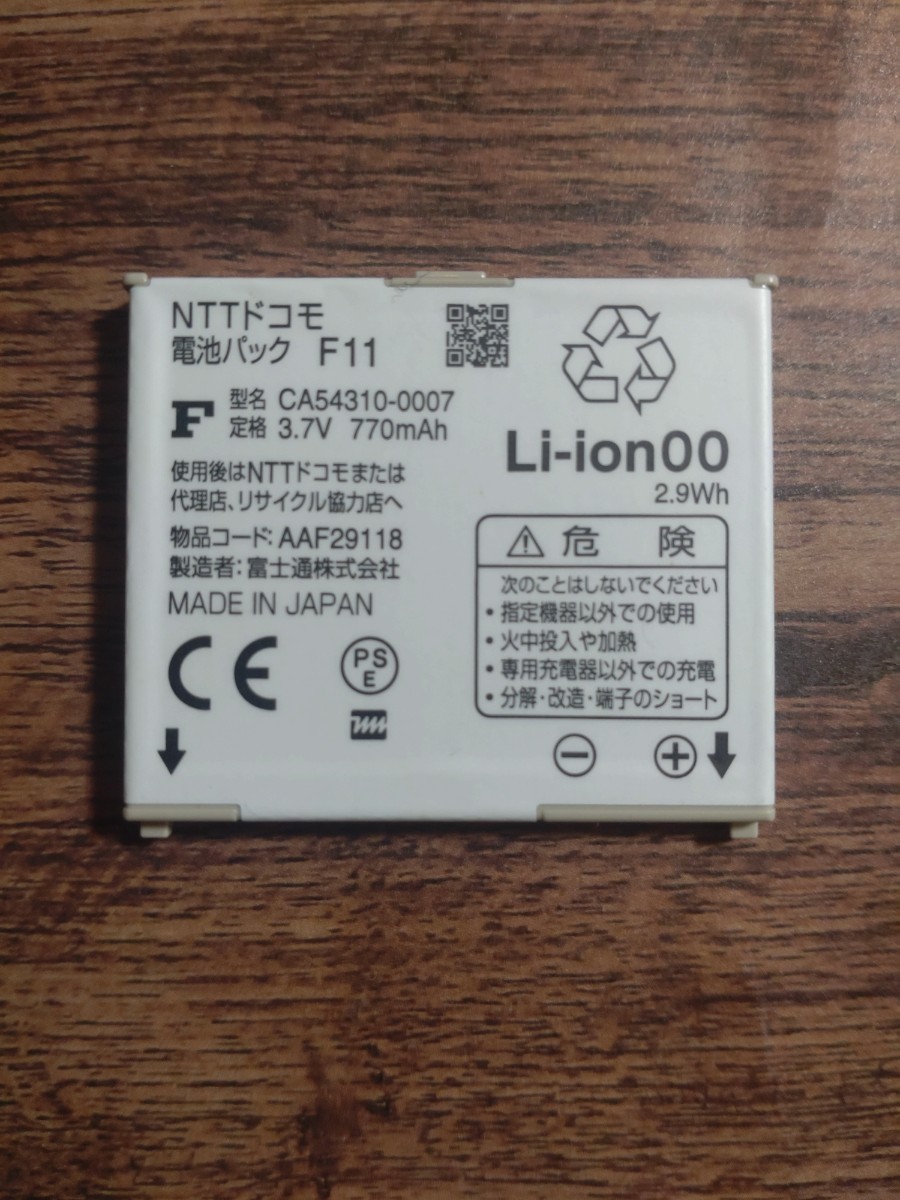 NTTドコモ
電池パック F11
F
型名 CA54310-0007
定格 3.7V 770mAh
使用後はNTTドコモまたは
代理店、リサイクル協力店へ
物品コード:AAF29118
製造者:富士通株式会社
MADE IN JAPAN
CE
PS
E
Li-ion00
2.9Wh
⚠危 険
次のことはしないでください
・指定機器以外での使用
・火中投入や加熱
・専用充電器以外での充電
・分解・改造・端子のショート
⊖ ⊕